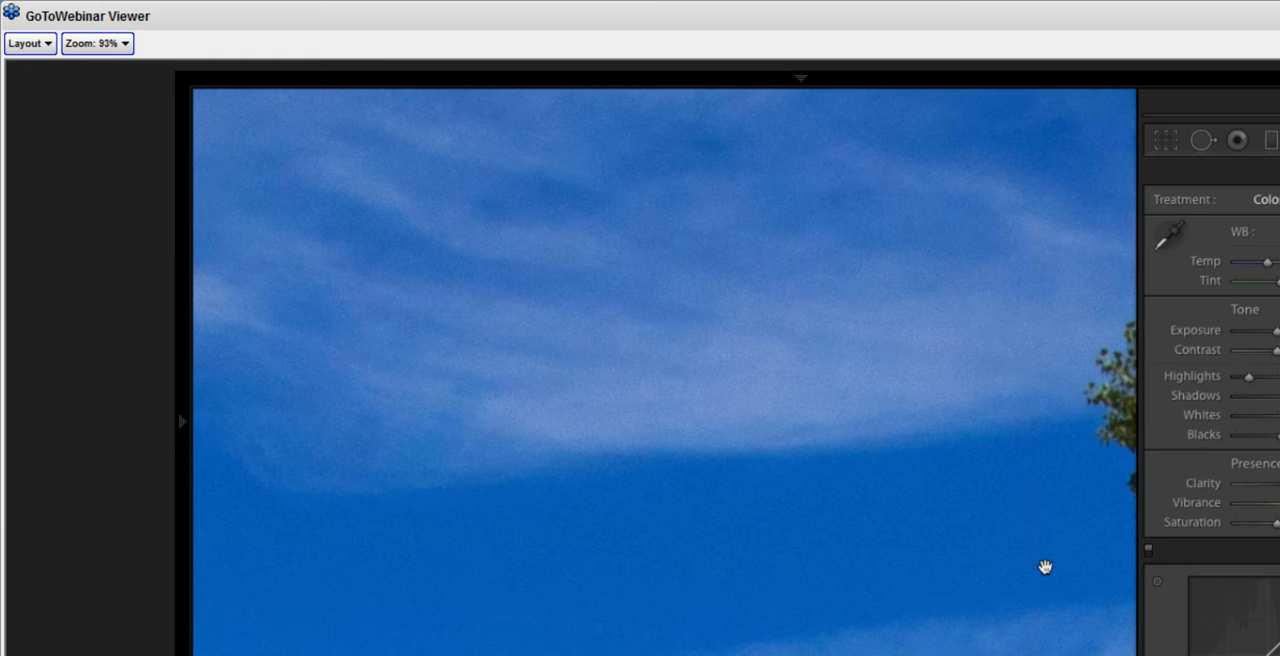 GoToWebinar Viewer
Layout Zoom: 93%
Treatment : Colo
WB :
Temp
Tint
Tone
Exposure
Contrast
Highlights
Shadows
Whites
Blacks
Presence
Clarity
Vibrance
Saturation